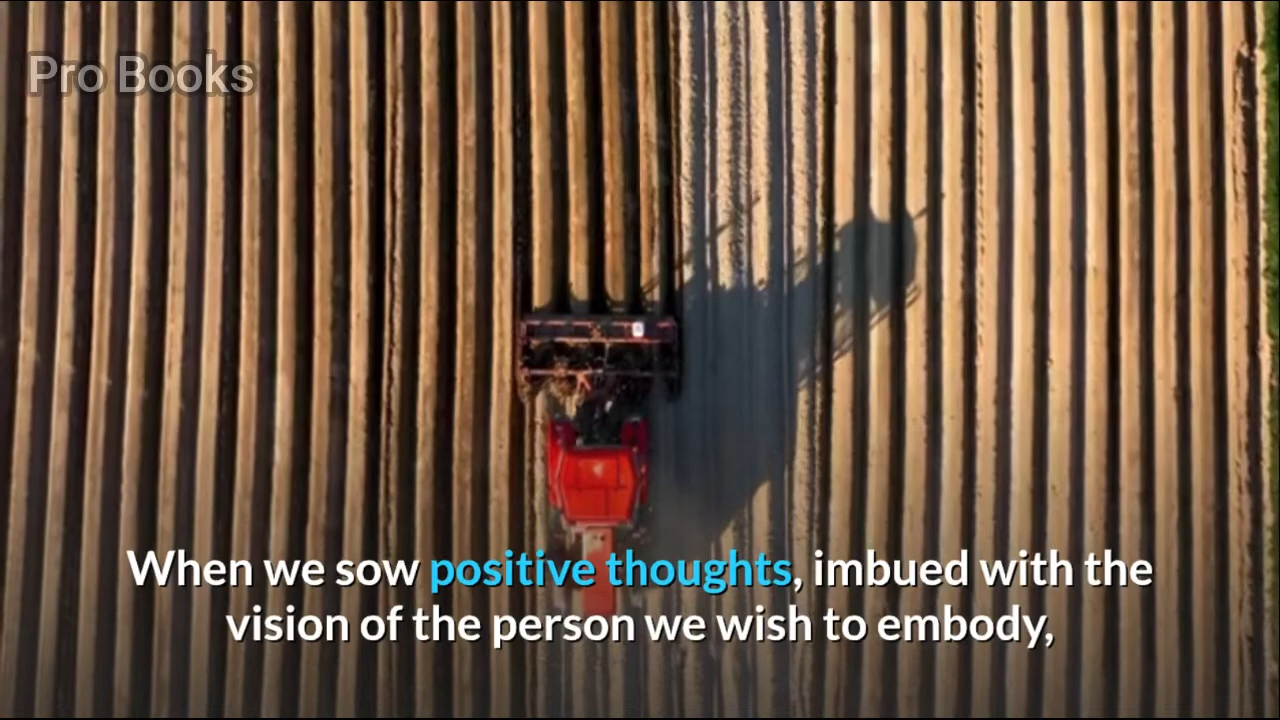 Pro Books
When we sow positive thoughts, imbued with the
vision of the person we wish to embody,